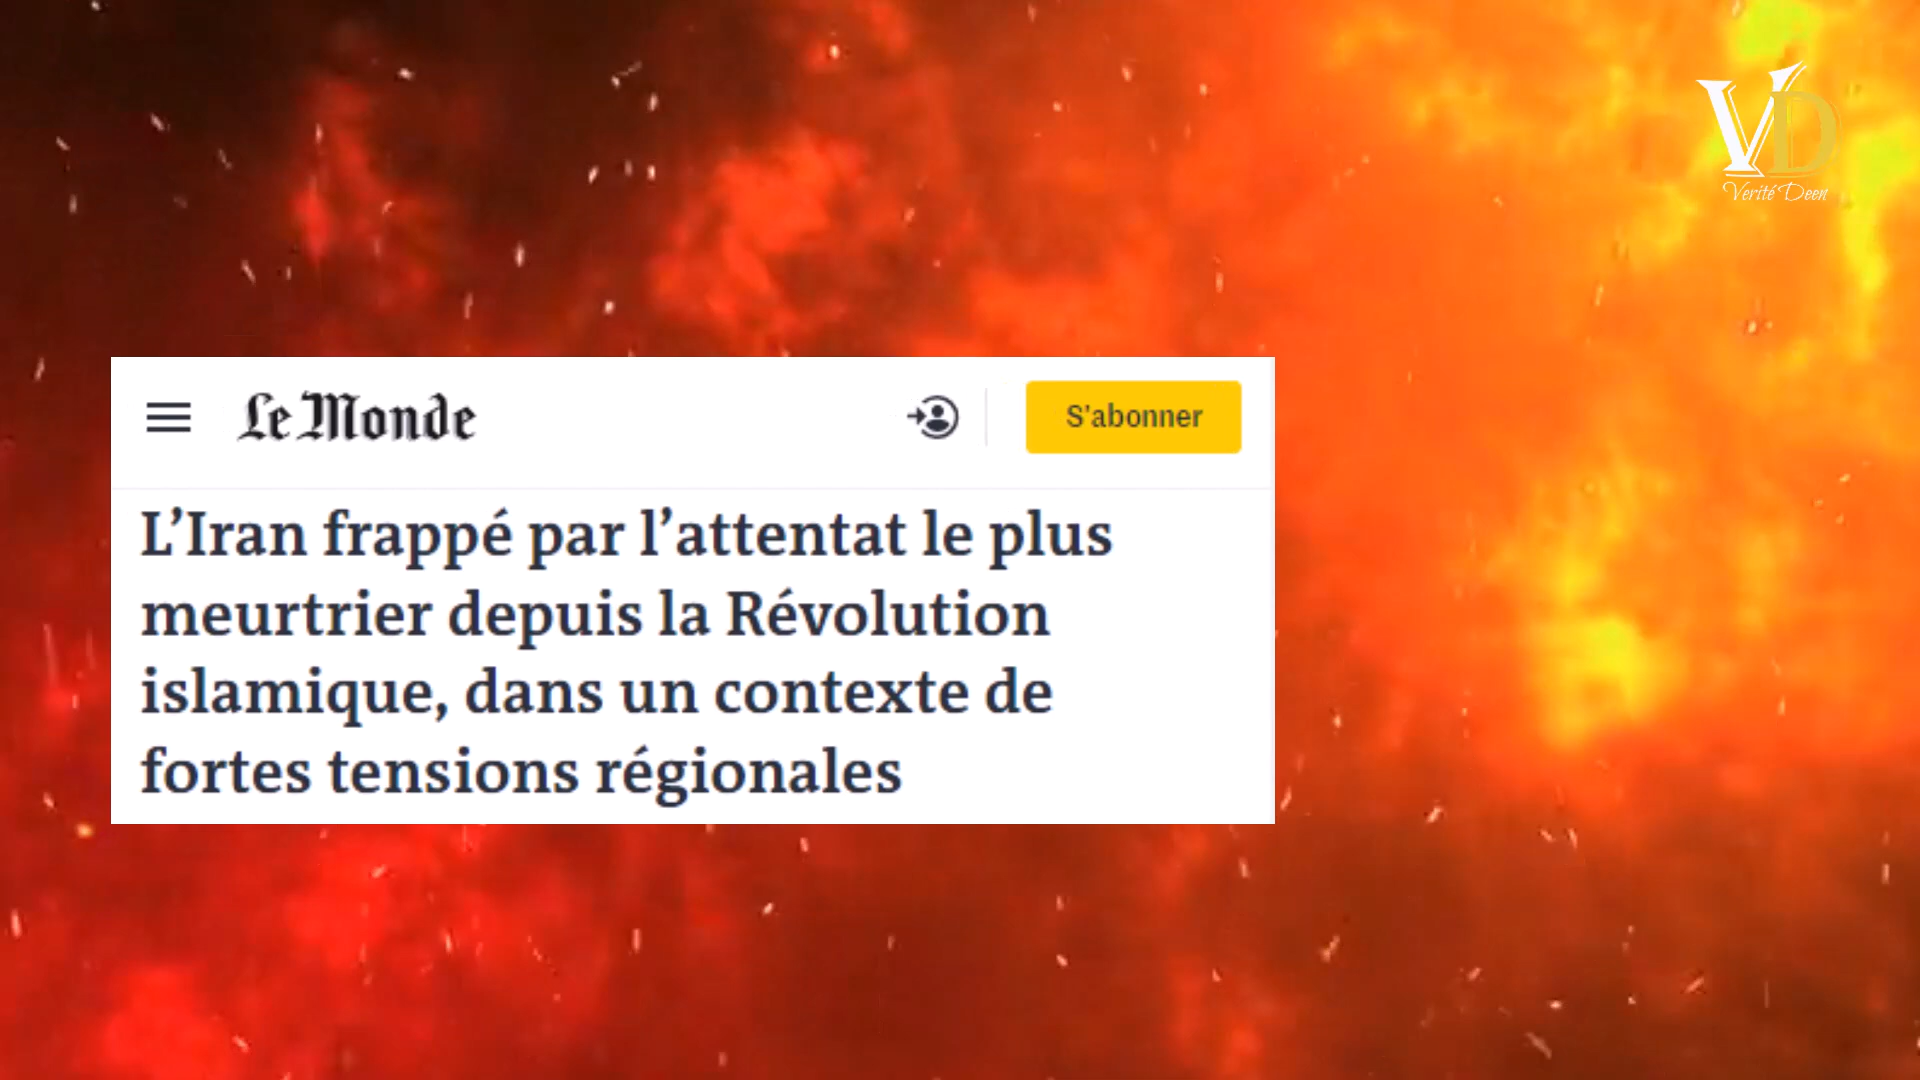 VD
Verité Deen
Le Monde
S'abonner
L’Iran frappé par l’attentat le plus
meurtrier depuis la Révolution
islamique, dans un contexte de
fortes tensions régionales